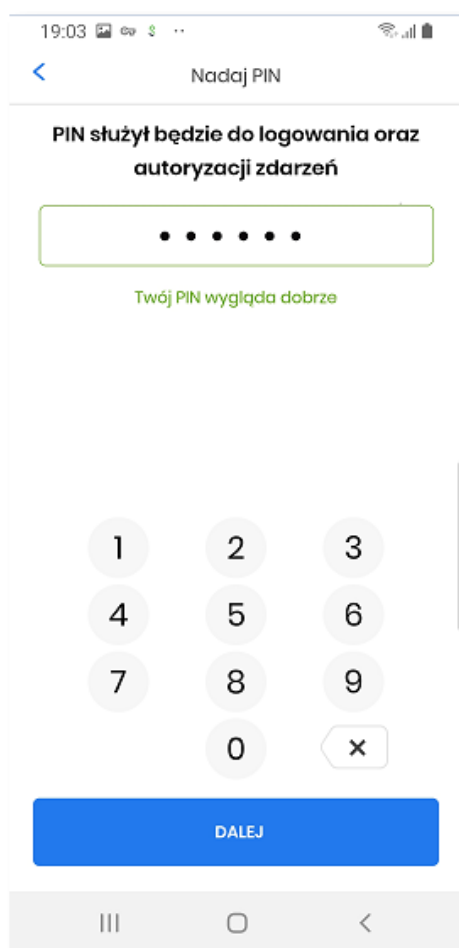 19:03
Nadaj PIN
PIN służył będzie do logowania oraz
autoryzacji zdarzeń
Twój PIN wygląda dobrze
1 2 3
4 5 6
7 8 9
0
DALEJ